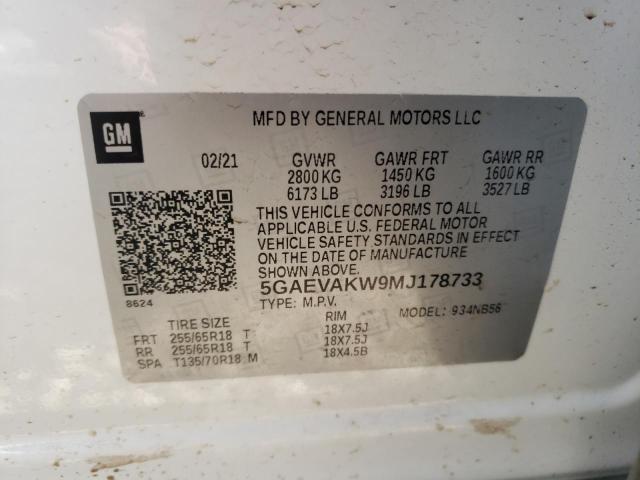 GM
MFD BY GENERAL MOTORS LLC
02/21 GVWR GAWR FRT GAWR RR
2800 KG 1450 KG 1600 KG
6173 LB 3196 LB 3527 LB
THIS VEHICLE CONFORMS TO ALL
APPLICABLE U.S. FEDERAL MOTOR
VEHICLE SAFETY STANDARDS IN EFFECT
ON THE DATE OF MANUFACTURE
8624
5GAEVAKW9MJ178733
TYPE: M.P.V. MODEL: 934NB56
TIRE SIZE RIM
FRT 255/65R18 T 18X7.5J
RR 255/65R18 T 18X7.5J
SPA T135/70R18 M 18X4.5B